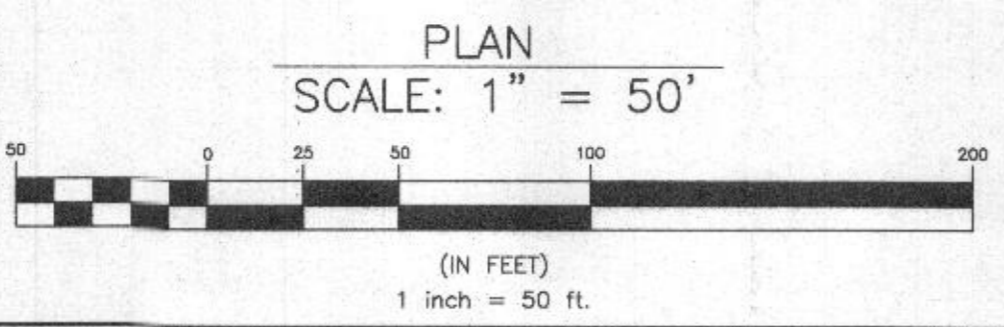 PLAN
SCALE: 1" = 50'
50 0 25 50 100 200
(IN FEET)
1 inch = 50 ft.